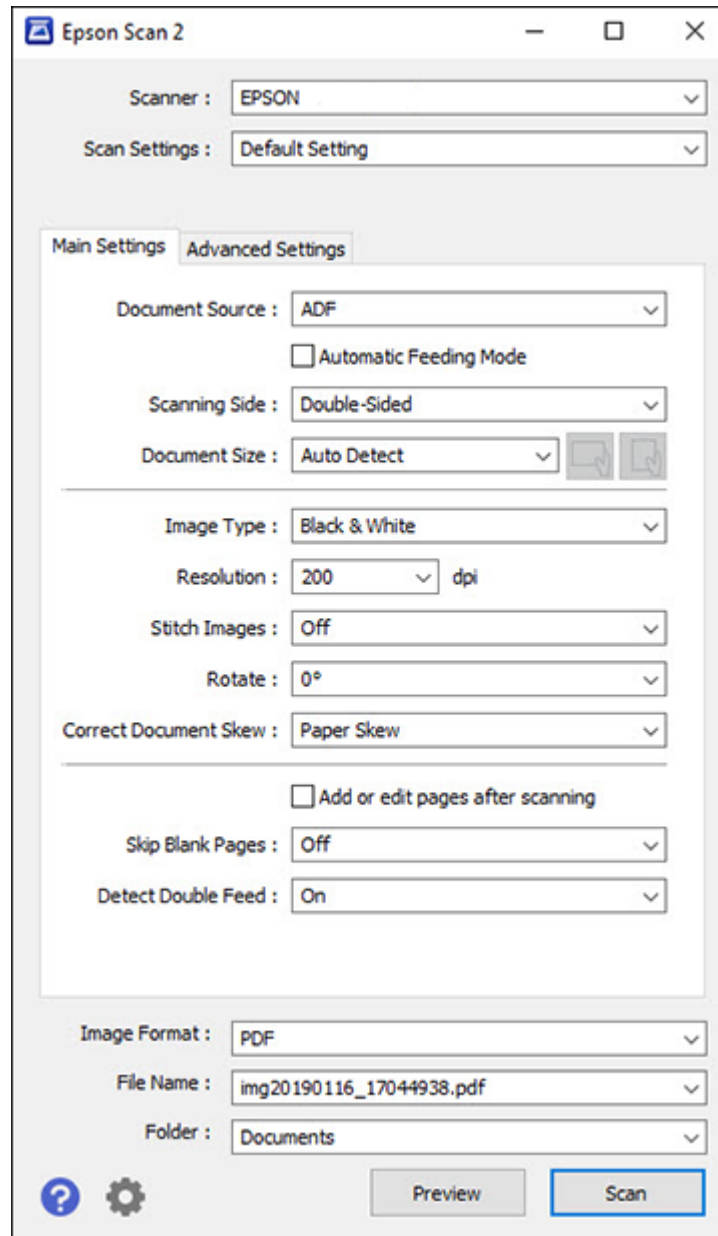 Epson Scan 2
Scanner : EPSON
Scan Settings : Default Setting
Main Settings Advanced Settings
Document Source : ADF
Automatic Feeding Mode
Scanning Side : Double-Sided
Document Size : Auto Detect
Image Type : Black & White
Resolution : 200 dpi
Stitch Images : Off
Rotate : 0°
Correct Document Skew : Paper Skew
Add or edit pages after scanning
Skip Blank Pages : Off
Detect Double Feed : On
Image Format : PDF
File Name : img20190116_17044938.pdf
Folder : Documents
? Preview Scan